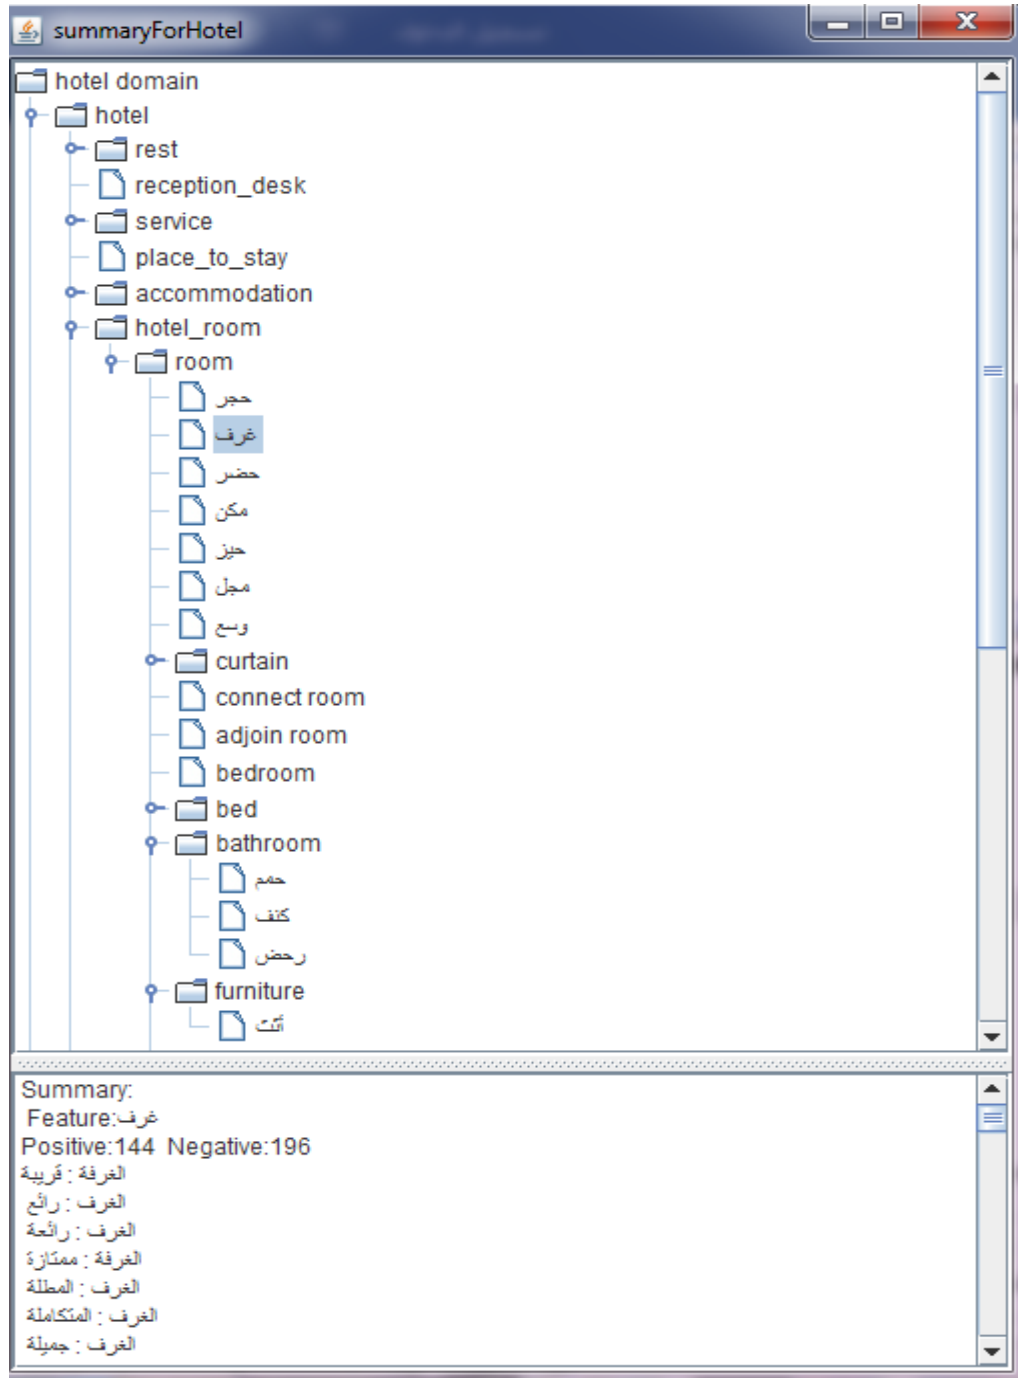 summaryForHotel
hotel domain
hotel
rest
reception_desk
service
place_to_stay
accommodation
hotel_room
room
حجر
غرف
حضر
مكن
حيز
مجل
وسع
curtain
connect room
adjoin room
bedroom
bed
bathroom
حمم
كنف
رحض
furniture
أثث
Summary:
Feature:غرف
Positive:144 Negative:196
الغرفة : قريبة
الغرف : رائع
الغرف : رائعة
الغرفة : ممتازة
الغرف : المطلة
الغرف : المتكاملة
الغرف : جميلة